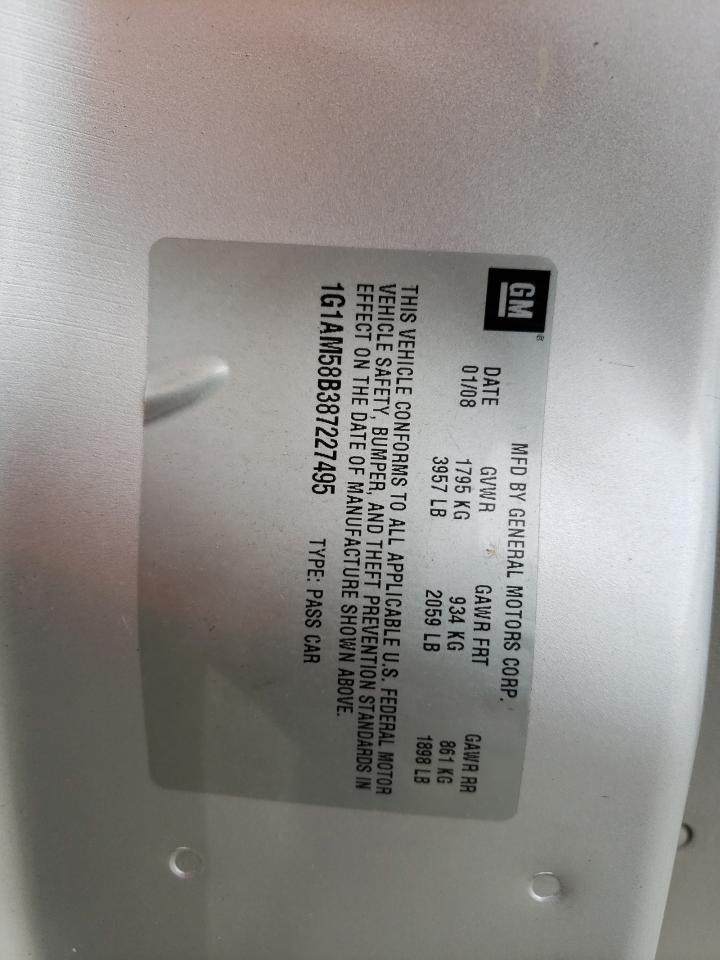 GM®
MFD BY GENERAL MOTORS CORP.
DATE GVWR GAWR FRT GAWR RR
01/08 1795 KG 934 KG 861 KG
3957 LB 2059 LB 1898 LB
THIS VEHICLE CONFORMS TO ALL APPLICABLE U.S. FEDERAL MOTOR
VEHICLE SAFETY, BUMPER, AND THEFT PREVENTION STANDARDS IN
EFFECT ON THE DATE OF MANUFACTURE SHOWN ABOVE.
1G1AM58B387227495 TYPE: PASS CAR